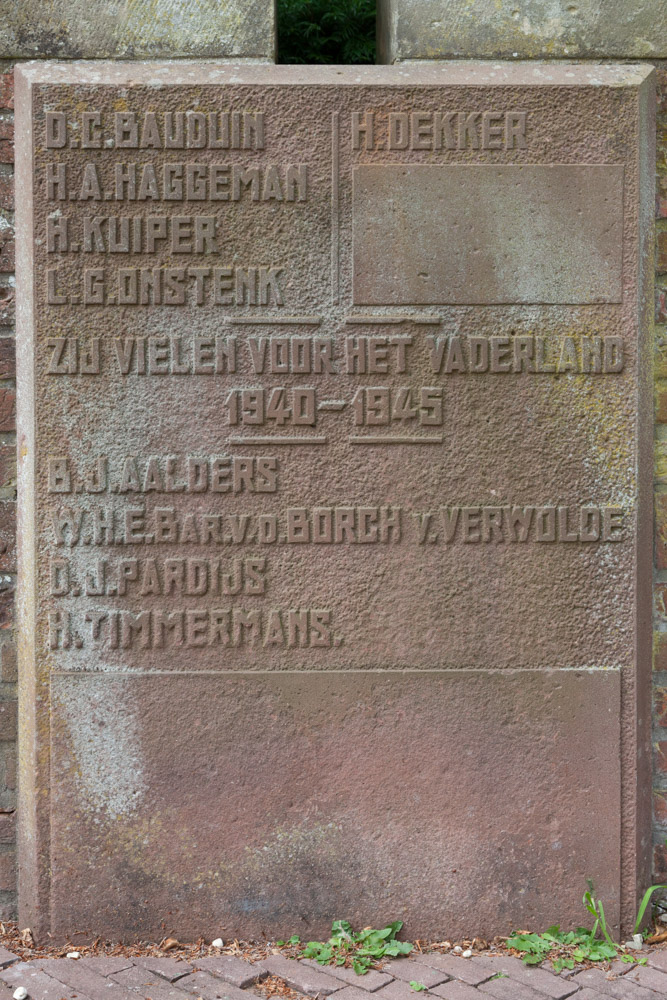 D.C.BAUDUIN
H.A.HAGGEMAN
H.KUIPER
L.G.ONSTENK
H.DEKKER
ZIJ VIELEN VOOR HET VADERLAND
1940-1945
B.J.AALDERS
W.H.E.BAR.V.D.BORCH V.VERWOLDE
D.J.PARDIJS
H.TIMMERMANS.